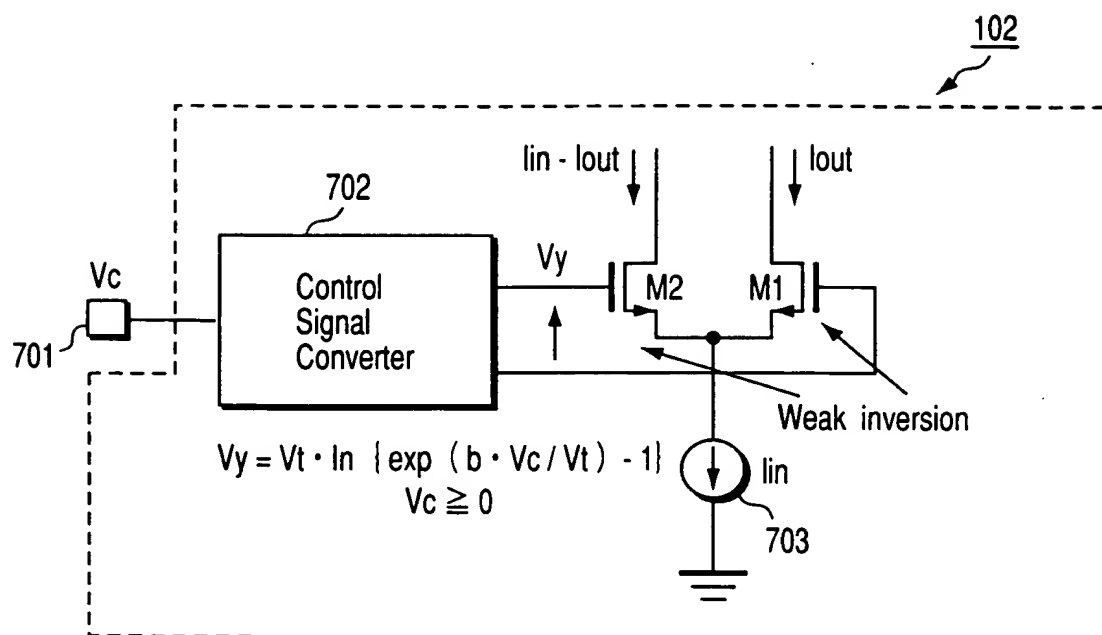 102
Iin - Iout
Iout
702
Vc
Vy
M2
M1
Control
Signal
Converter
701
Weak inversion
Vy = Vt · ln {exp (b · Vc / Vt) - 1}
Vc ≧ 0
Iin
703